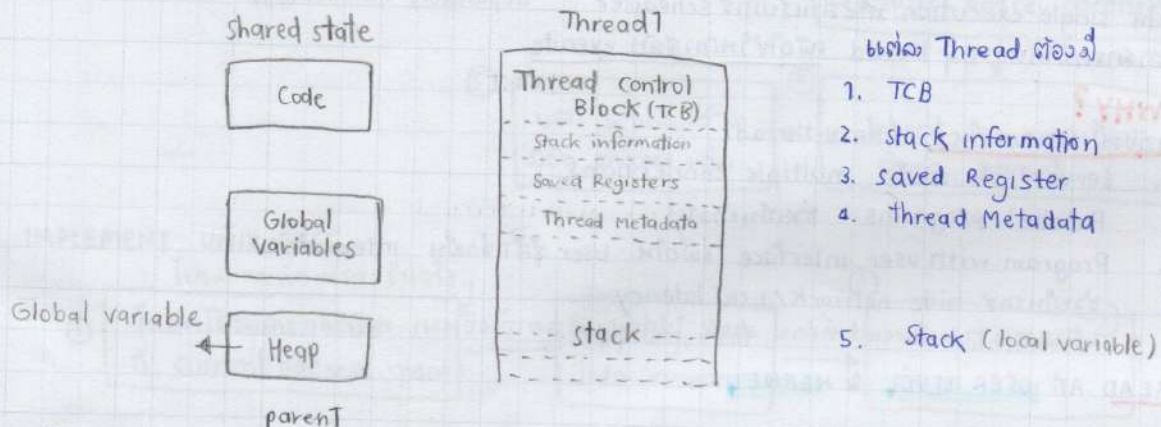 Shared state
Code
Global
Variables
Global variable
Heap
parent
Thread 1
Thread Control
Block (TCB)
Stack information
Saved Registers
Thread Metadata
stack
แต่ละ Thread ต้องมี
1. TCB
2. stack information
3. saved Register
4. thread Metadata
5. Stack (local variable)